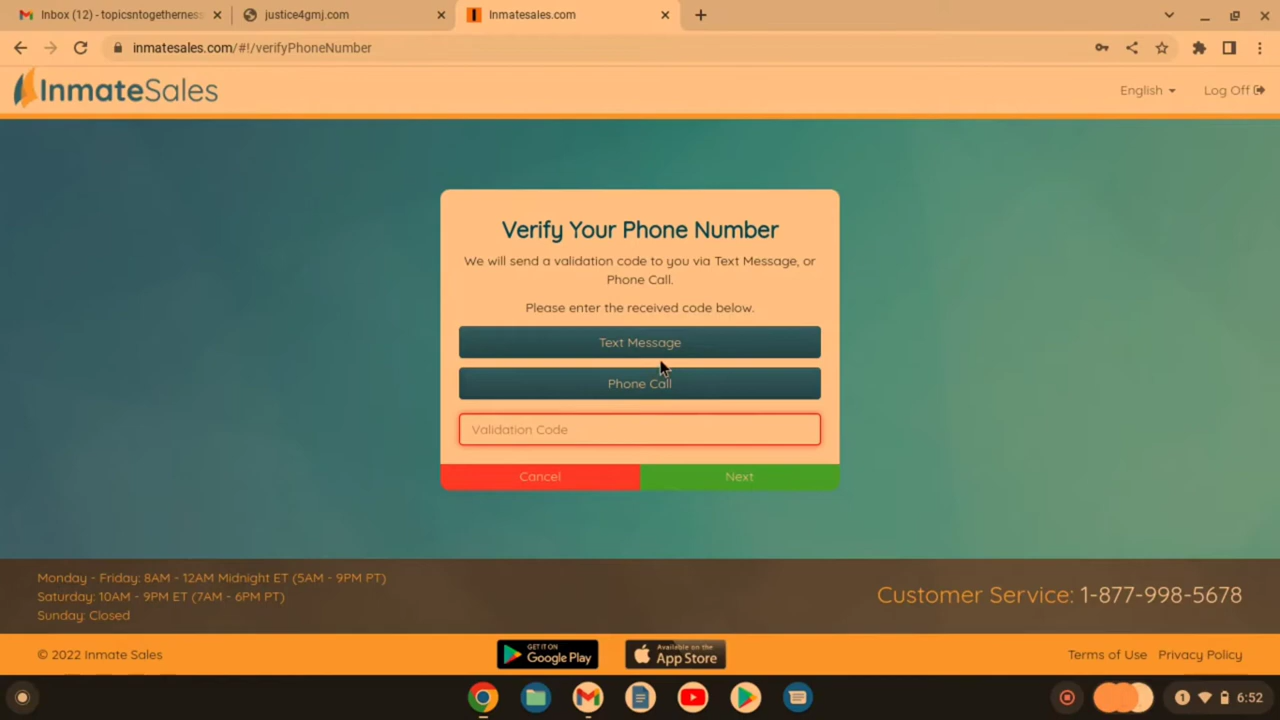 Inbox (12) - topicsntogetherness
justice4gmj.com
Inmatesales.com
inmatesales.com/#!/verifyPhoneNumber
InmateSales
English
Log Off
Verify Your Phone Number
We will send a validation code to you via Text Message, or
Phone Call.
Please enter the received code below.
Text Message
Phone Call
Validation Code
Cancel
Next
Monday - Friday: 8AM - 12AM Midnight ET (5AM - 9PM PT)
Saturday: 10AM - 9PM ET (7AM - 6PM PT)
Sunday: Closed
Customer Service: 1-877-998-5678
© 2022 Inmate Sales
GET IT ON
Google Play
Available on the
App Store
Terms of Use
Privacy Policy
1
6:52